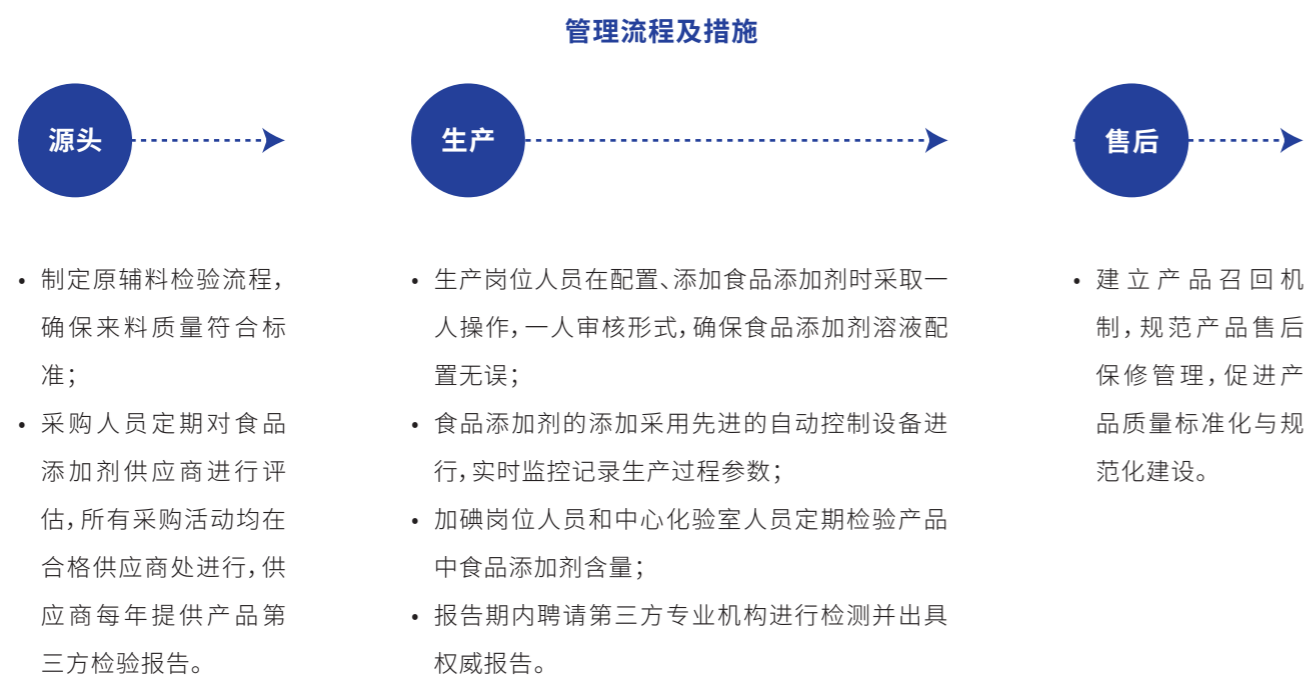 管理流程及措施
源头
生产
售后
• 制定原辅料检验流程，
确保来料质量符合标
准；
• 采购人员定期对食品
添加剂供应商进行评
估，所有采购活动均在
合格供应商处进行，供
应商每年提供产品第
三方检验报告。
• 生产岗位人员在配置、添加食品添加剂时采取一
人操作，一人审核形式，确保食品添加剂溶液配
置无误；
• 食品添加剂的添加采用先进的自动控制设备进
行，实时监控记录生产过程参数；
• 加碘岗位人员和中心化验室人员定期检验产品
中食品添加剂含量；
• 报告期内聘请第三方专业机构进行检测并出具
权威报告。
• 建立产品召回机
制，规范产品售后
保修管理，促进产
品质量标准化与规
范化建设。